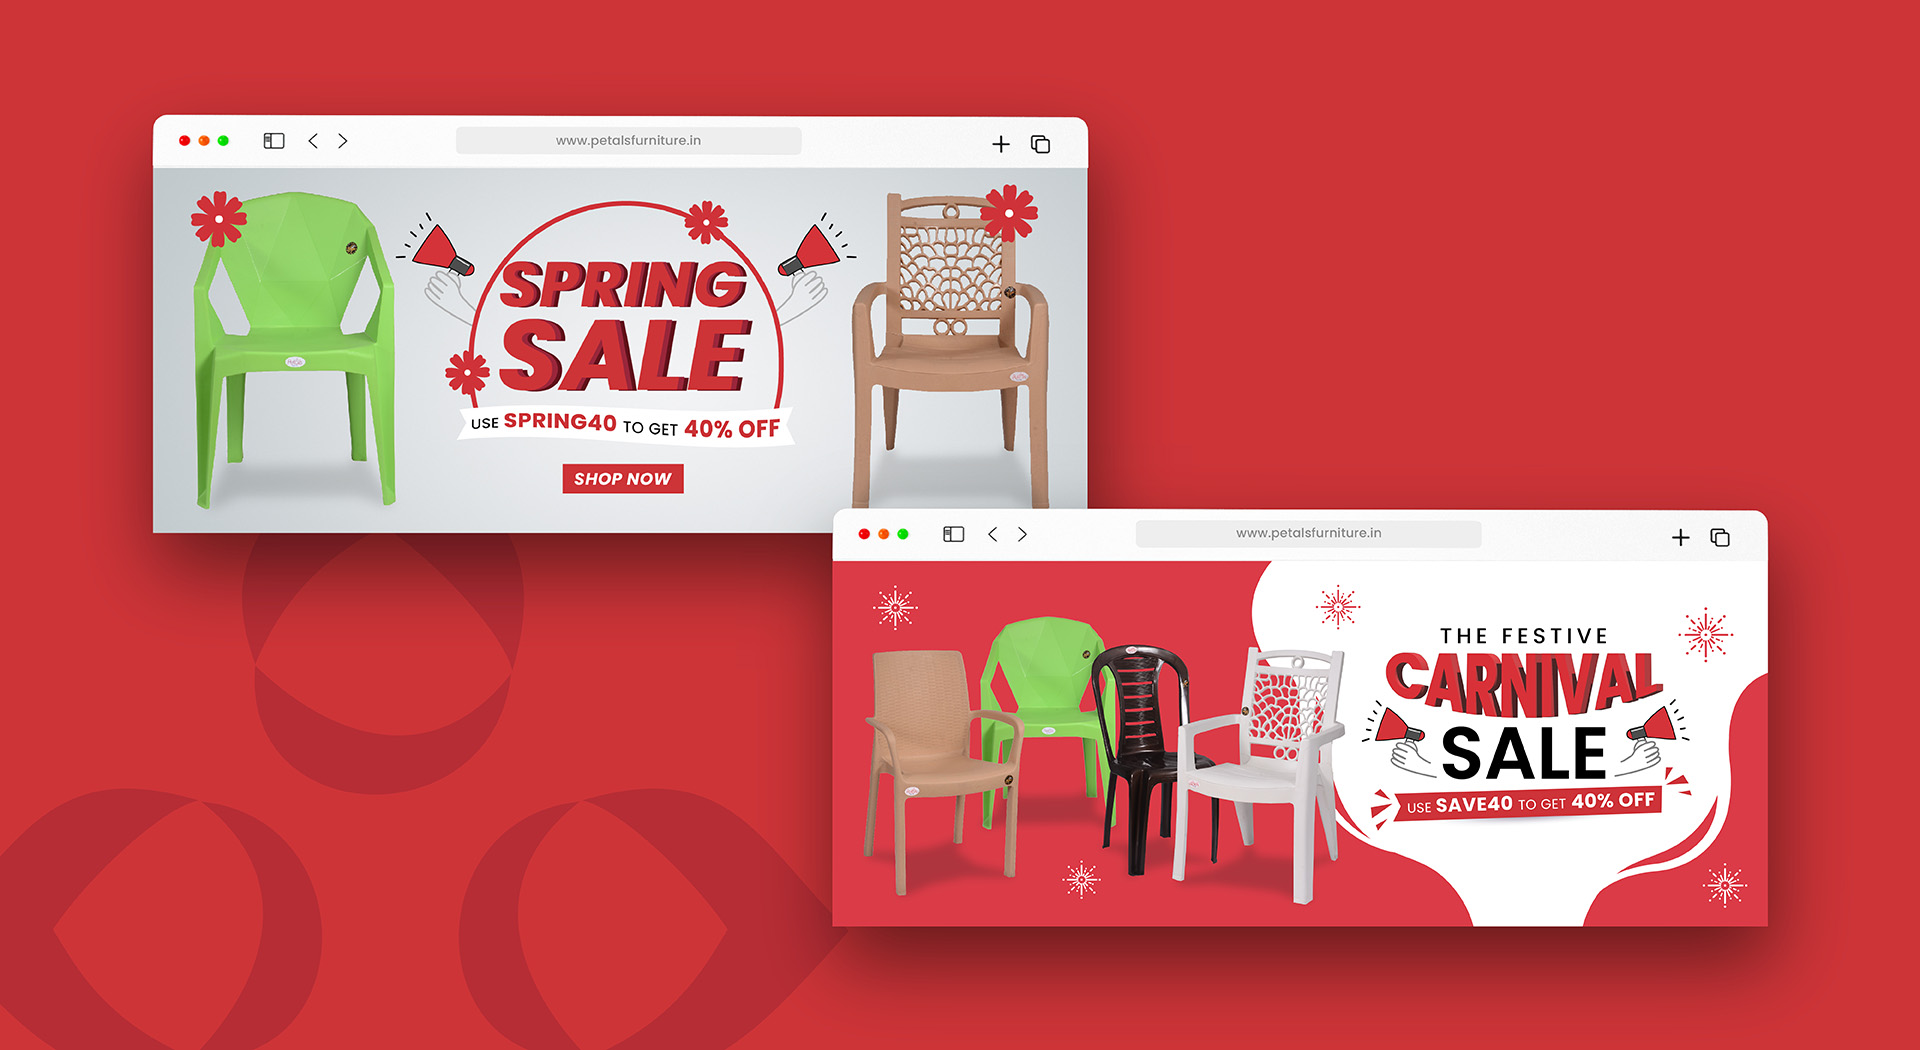 www.petalsfurniture.in
SPRING
SALE
USE SPRING40 TO GET 40% OFF
SHOP NOW
www.petalsfurniture.in
THE FESTIVE
CARNIVAL
SALE
USE SAVE40 TO GET 40% OFF